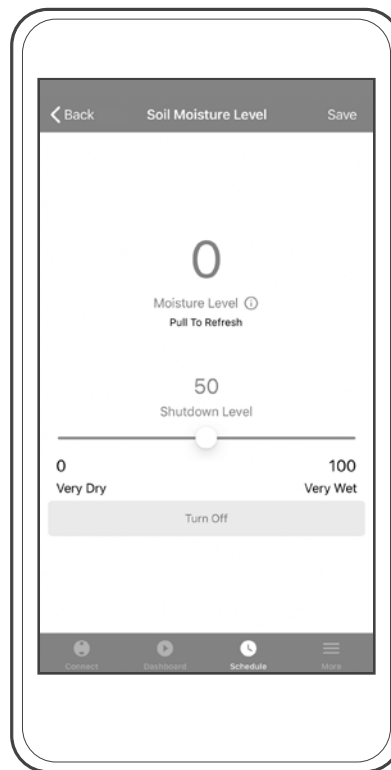 Back Soil Moisture Level Save
0
Moisture Level
Pull To Refresh
50
Shutdown Level
0 100
Very Dry Very Wet
Turn Off
Connect Dashboard Schedule More